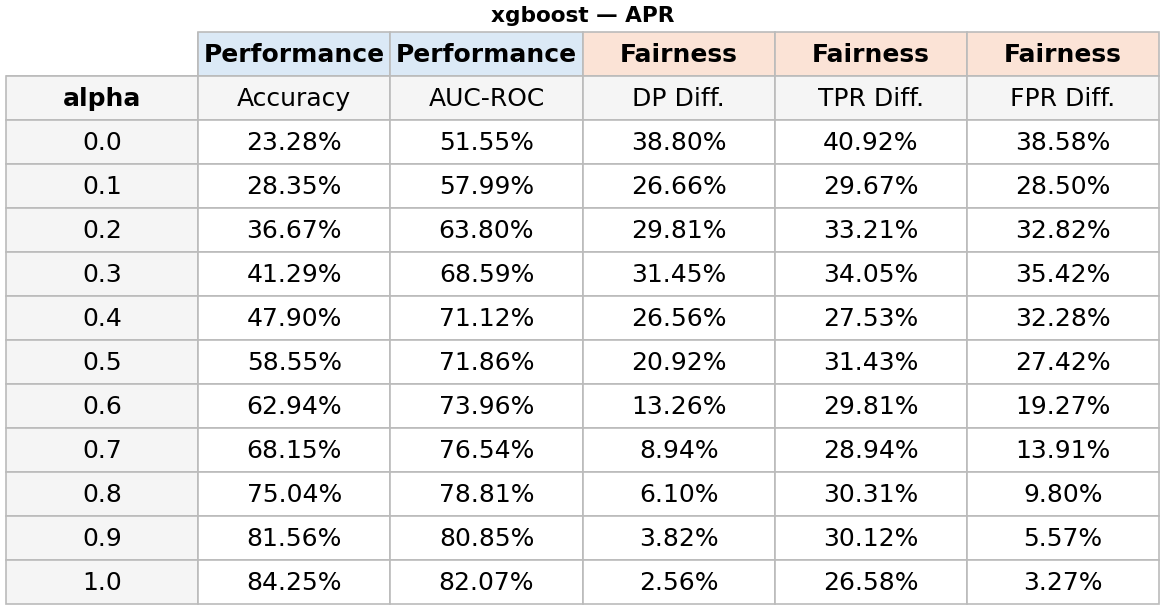 xgboost — APR
Performance Performance Fairness Fairness Fairness
alpha Accuracy AUC-ROC DP Diff. TPR Diff. FPR Diff.
0.0 23.28% 51.55% 38.80% 40.92% 38.58%
0.1 28.35% 57.99% 26.66% 29.67% 28.50%
0.2 36.67% 63.80% 29.81% 33.21% 32.82%
0.3 41.29% 68.59% 31.45% 34.05% 35.42%
0.4 47.90% 71.12% 26.56% 27.53% 32.28%
0.5 58.55% 71.86% 20.92% 31.43% 27.42%
0.6 62.94% 73.96% 13.26% 29.81% 19.27%
0.7 68.15% 76.54% 8.94% 28.94% 13.91%
0.8 75.04% 78.81% 6.10% 30.31% 9.80%
0.9 81.56% 80.85% 3.82% 30.12% 5.57%
1.0 84.25% 82.07% 2.56% 26.58% 3.27%